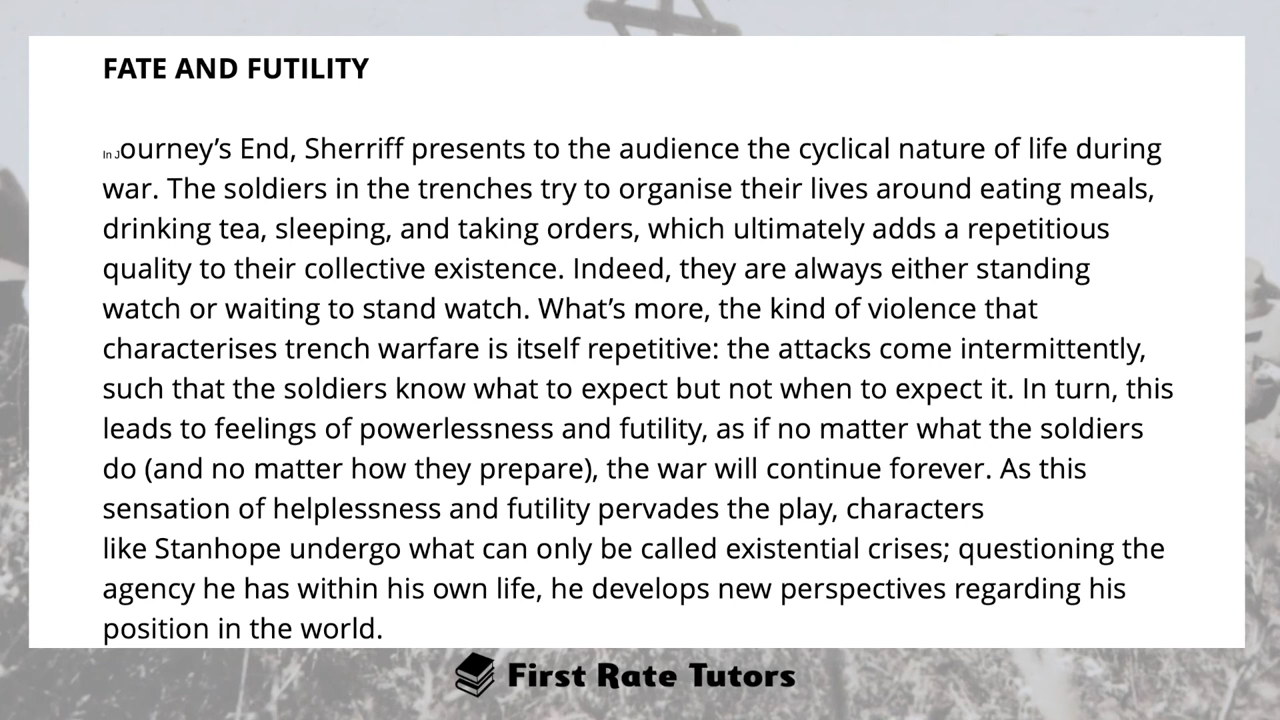 FATE AND FUTILITY
In Journey’s End, Sherriff presents to the audience the cyclical nature of life during
war. The soldiers in the trenches try to organise their lives around eating meals,
drinking tea, sleeping, and taking orders, which ultimately adds a repetitious
quality to their collective existence. Indeed, they are always either standing
watch or waiting to stand watch. What’s more, the kind of violence that
characterises trench warfare is itself repetitive: the attacks come intermittently,
such that the soldiers know what to expect but not when to expect it. In turn, this
leads to feelings of powerlessness and futility, as if no matter what the soldiers
do (and no matter how they prepare), the war will continue forever. As this
sensation of helplessness and futility pervades the play, characters
like Stanhope undergo what can only be called existential crises; questioning the
agency he has within his own life, he develops new perspectives regarding his
position in the world.
First Rate Tutors